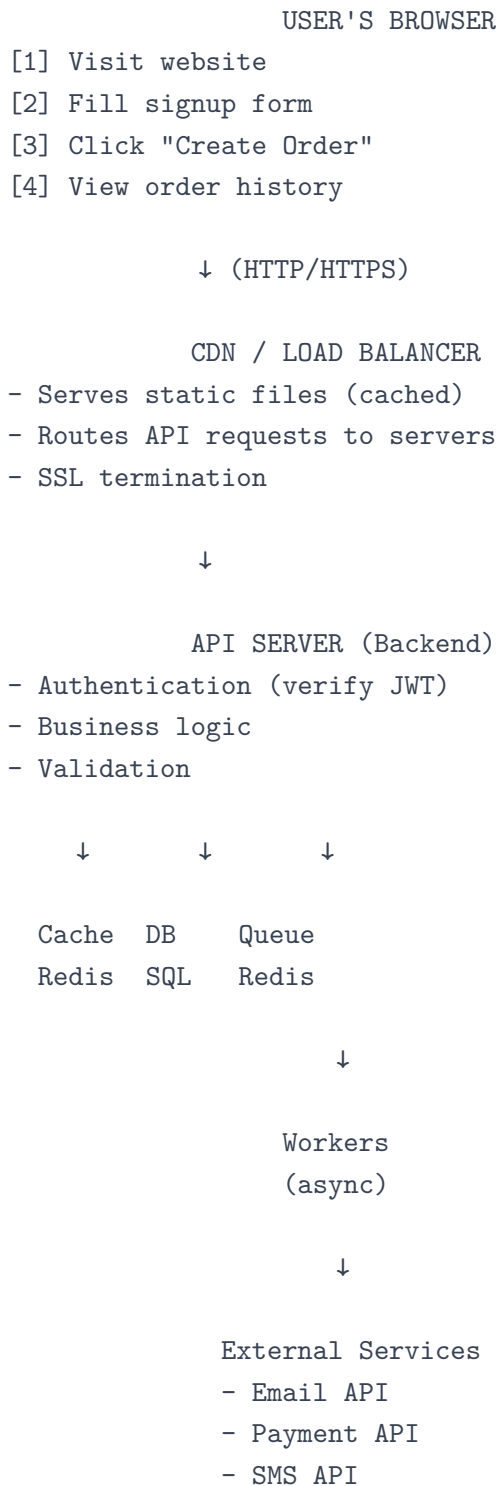 USER'S BROWSER
[1] Visit website
[2] Fill signup form
[3] Click "Create Order"
[4] View order history
↓ (HTTP/HTTPS)
CDN / LOAD BALANCER
- Serves static files (cached)
- Routes API requests to servers
- SSL termination
↓
API SERVER (Backend)
- Authentication (verify JWT)
- Business logic
- Validation
↓ ↓ ↓
Cache DB Queue
Redis SQL Redis
↓
Workers
(async)
↓
External Services
- Email API
- Payment API
- SMS API